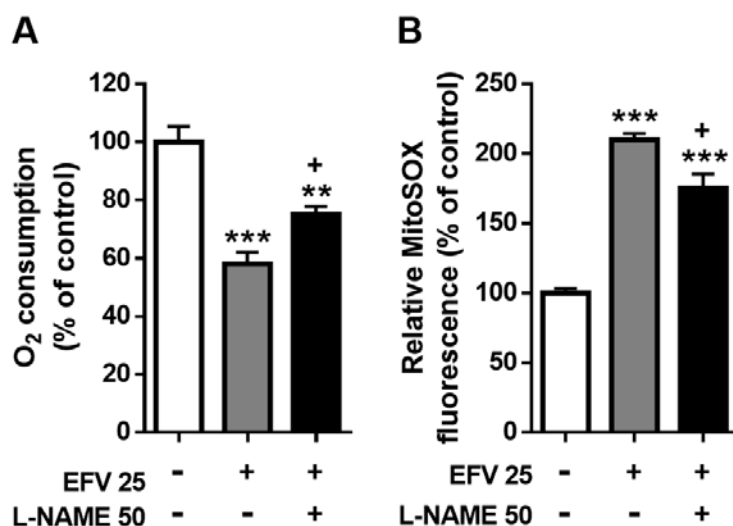 A
O2 consumption
(% of control)
120
100
80
60
40
20
0
***
+
**
EFV 25 - + +
L-NAME 50 - - +
B
Relative MitoSOX
fluorescence (% of control)
250
200
150
100
50
0
***
+
***
EFV 25 - + +
L-NAME 50 - - +